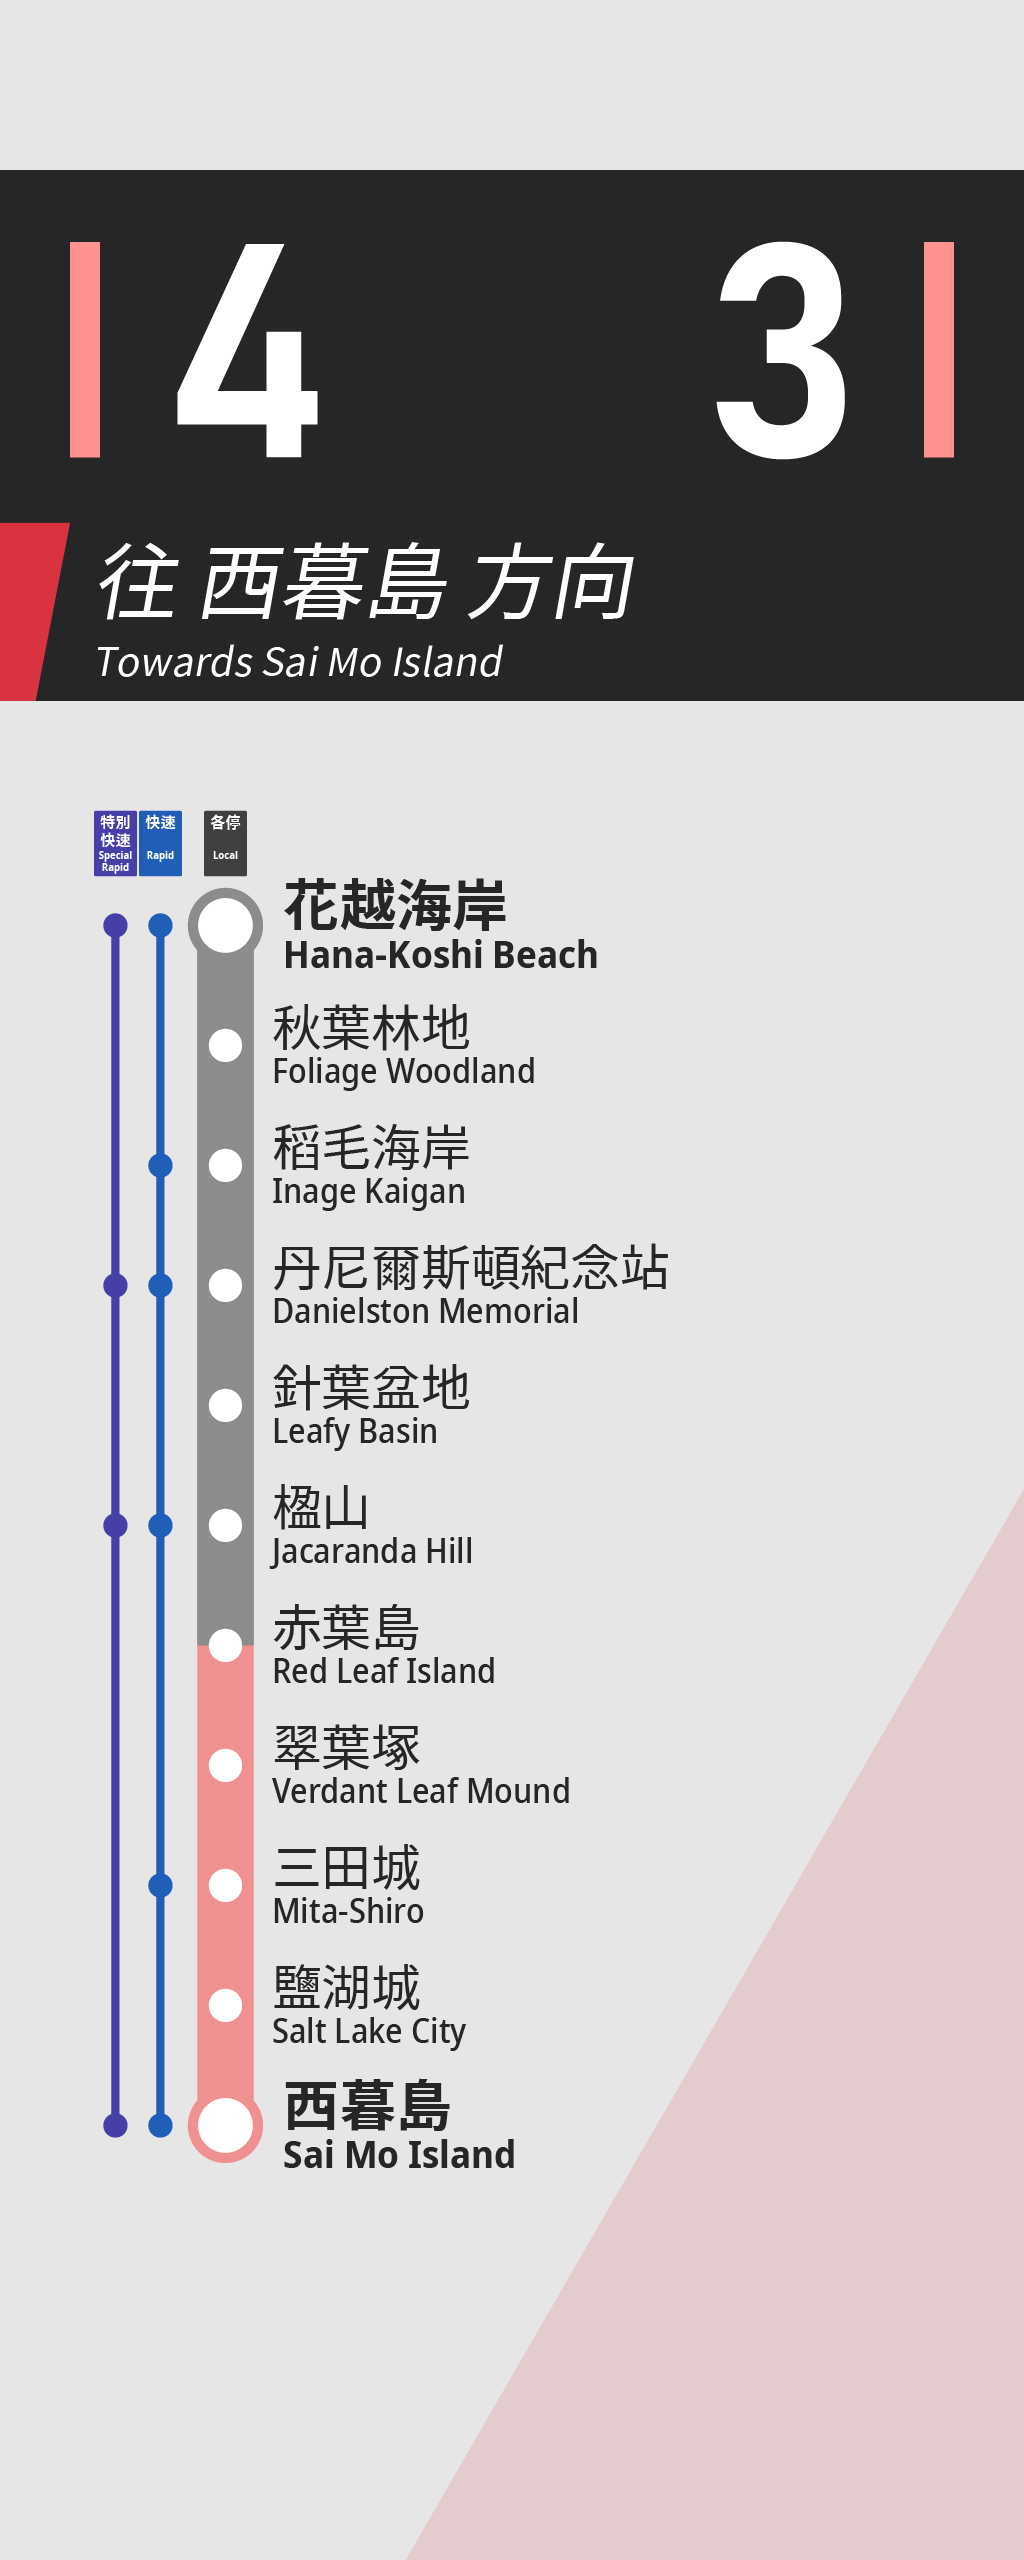 4 3
往 西暮島 方向
Towards Sai Mo Island
特別 快速 各停
快速
Special Rapid Local
Rapid
花越海岸
Hana-Koshi Beach
秋葉林地
Foliage Woodland
稻毛海岸
Inage Kaigan
丹尼爾斯頓紀念站
Danielston Memorial
針葉盆地
Leafy Basin
楹山
Jacaranda Hill
赤葉島
Red Leaf Island
翠葉塚
Verdant Leaf Mound
三田城
Mita-Shiro
鹽湖城
Salt Lake City
西暮島
Sai Mo Island